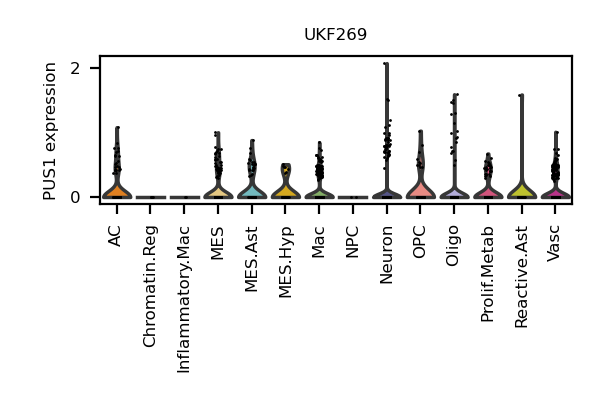 UKF269
PUS1 expression
2
0
AC
Chromatin.Reg
Inflammatory.Mac
MES
MES.Ast
MES.Hyp
Mac
NPC
Neuron
OPC
Oligo
Prolif.Metab
Reactive.Ast
Vasc